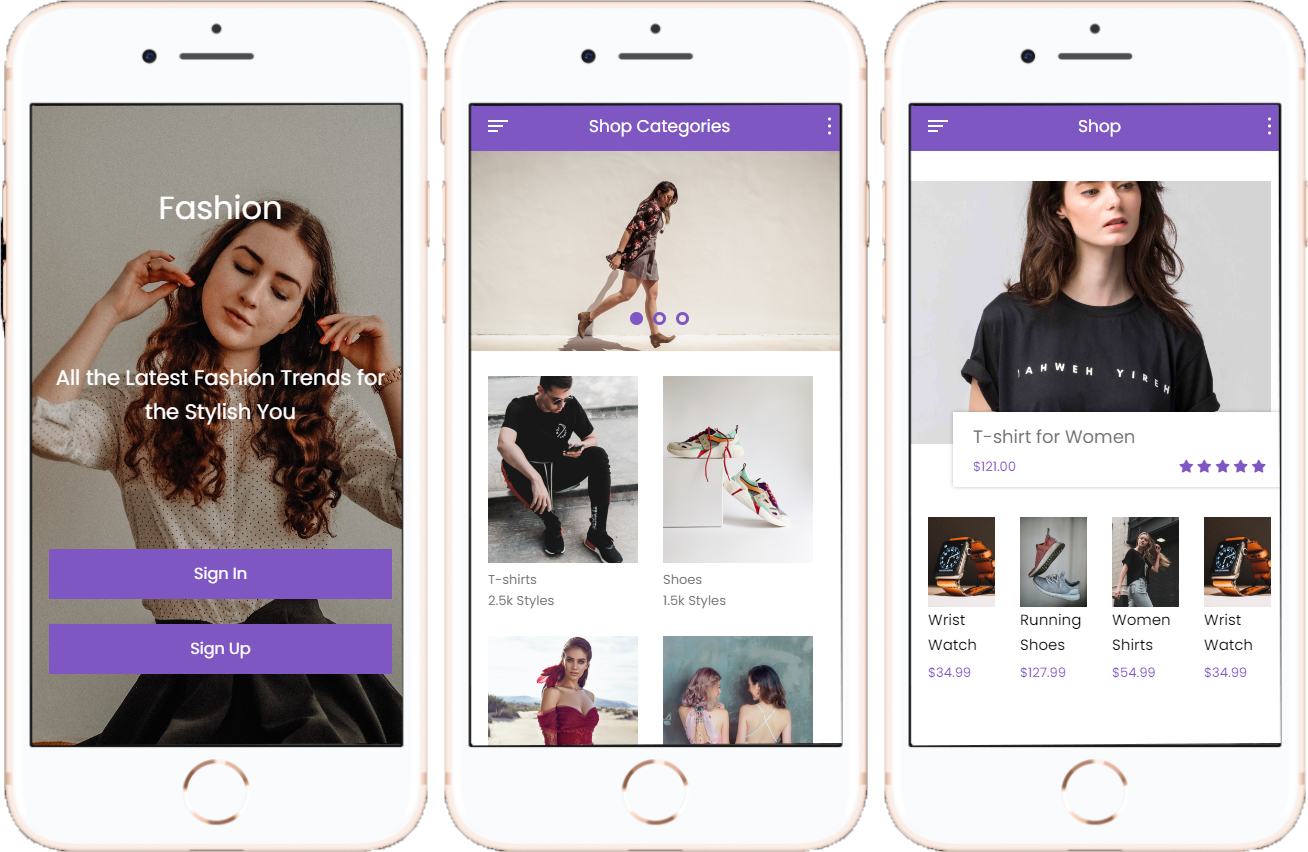 Fashion
All the Latest Fashion Trends for
the Stylish You
Sign In
Sign Up
Shop Categories
T-shirts
2.5k Styles
Shoes
1.5k Styles
Shop
AHWEH YIREH
T-shirt for Women
$121.00
Wrist
Watch
$34.99
Running
Shoes
$127.99
Women
Shirts
$54.99
Wrist
Watch
$34.99